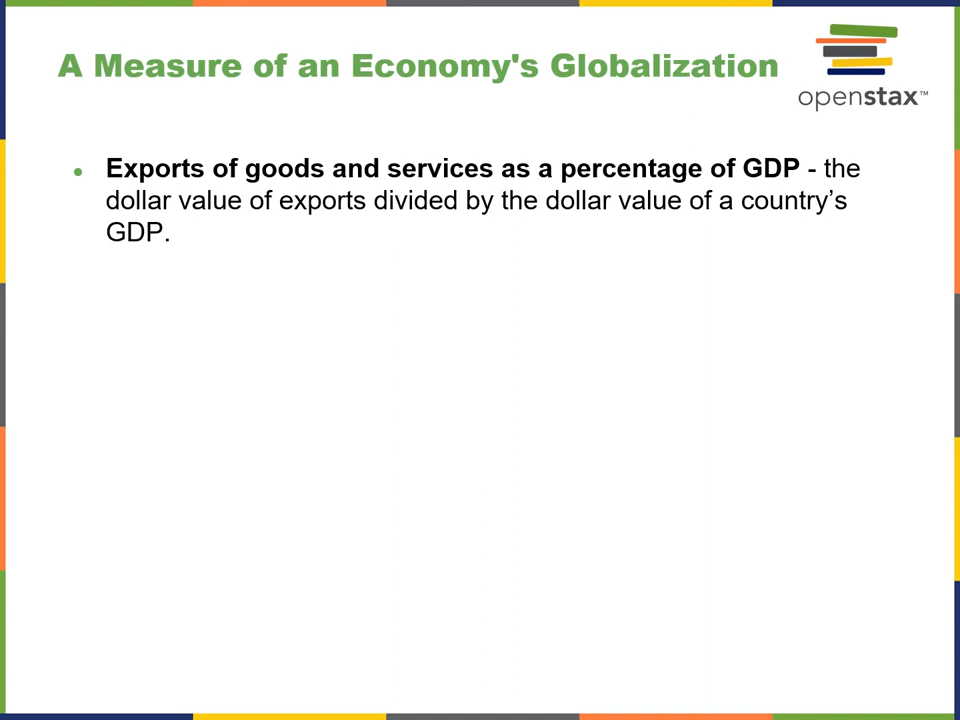 A Measure of an Economy's Globalization
openstax™
● Exports of goods and services as a percentage of GDP - the
dollar value of exports divided by the dollar value of a country’s
GDP.